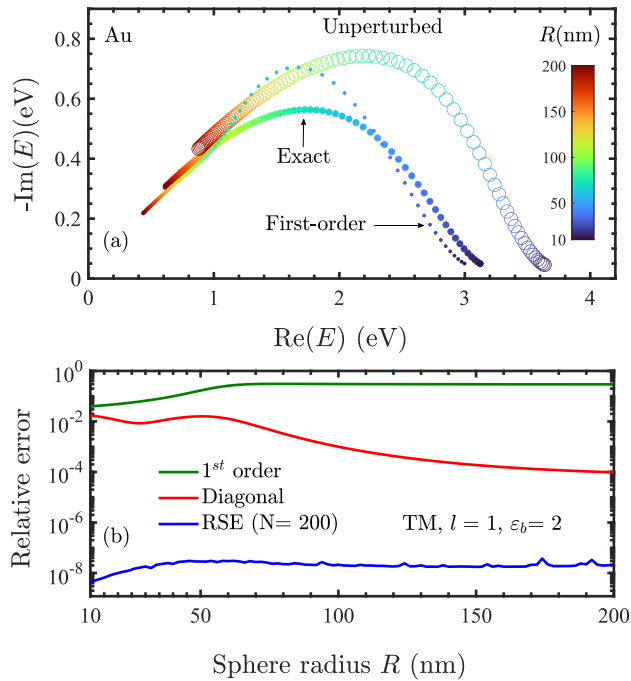 Au
Unperturbed
R(nm)
0.8
0.6
0.4
0.2
0
-Im(E)(eV)
200
150
100
50
10
Exact
First-order
(a)
0 1 2 3 4
Re(E) (eV)
10^0
10^-2
10^-4
10^-6
10^-8
Relative error
1^st order
Diagonal
RSE (N= 200)
TM, l = 1, ε_b= 2
(b)
10 50 100 150 200
Sphere radius R (nm)